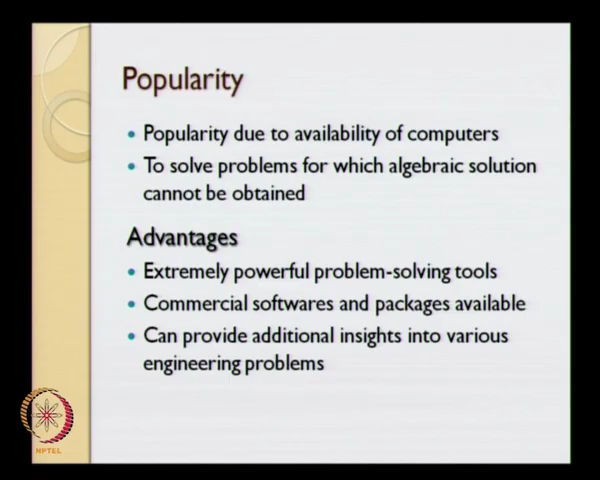 Popularity
• Popularity due to availability of computers
• To solve problems for which algebraic solution
cannot be obtained
Advantages
• Extremely powerful problem-solving tools
• Commercial softwares and packages available
• Can provide additional insights into various
engineering problems
NPTEL